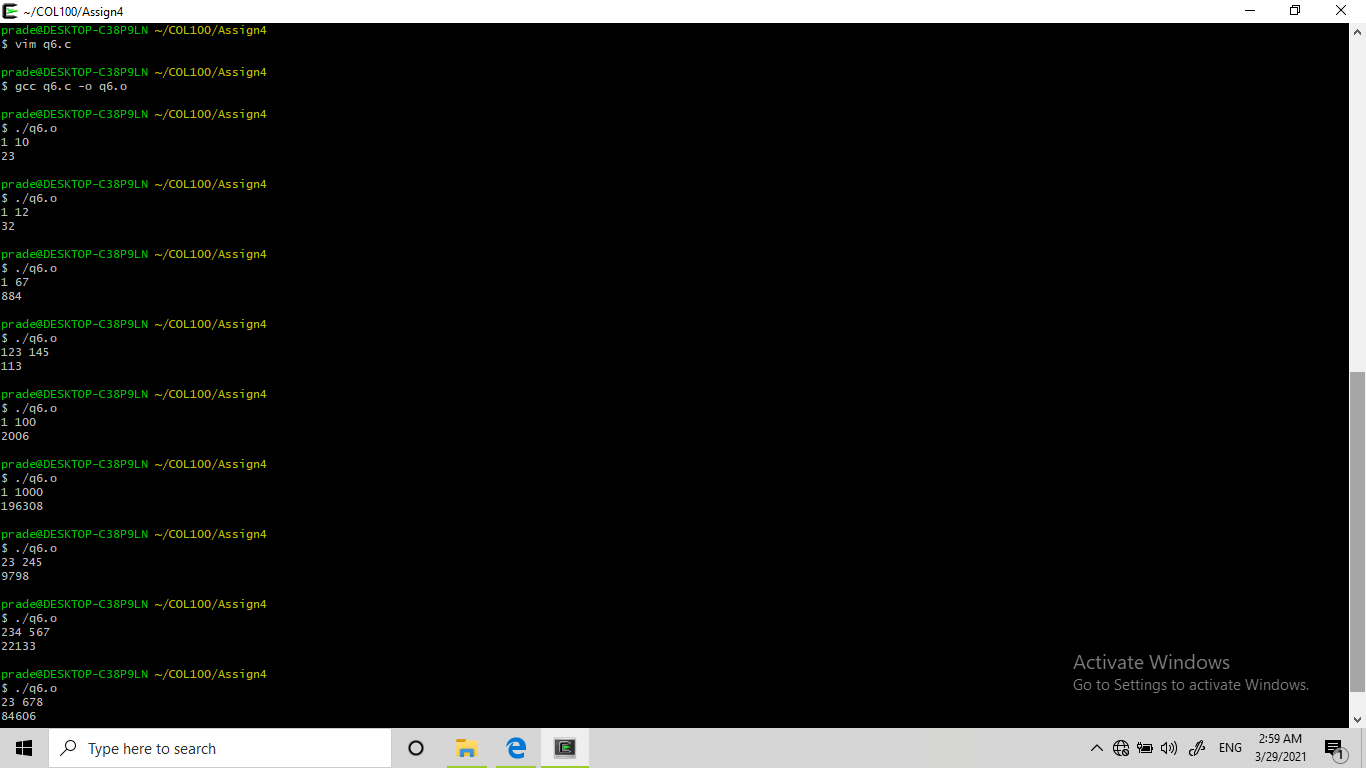 ~/COL100/Assign4
prade@DESKTOP-C38P9LN ~/COL100/Assign4
$ vim q6.c
prade@DESKTOP-C38P9LN ~/COL100/Assign4
$ gcc q6.c -o q6.o
prade@DESKTOP-C38P9LN ~/COL100/Assign4
$ ./q6.o
1 10
23
prade@DESKTOP-C38P9LN ~/COL100/Assign4
$ ./q6.o
1 12
32
prade@DESKTOP-C38P9LN ~/COL100/Assign4
$ ./q6.o
1 67
884
prade@DESKTOP-C38P9LN ~/COL100/Assign4
$ ./q6.o
123 145
113
prade@DESKTOP-C38P9LN ~/COL100/Assign4
$ ./q6.o
1 100
2006
prade@DESKTOP-C38P9LN ~/COL100/Assign4
$ ./q6.o
1 1000
196308
prade@DESKTOP-C38P9LN ~/COL100/Assign4
$ ./q6.o
23 245
9798
prade@DESKTOP-C38P9LN ~/COL100/Assign4
$ ./q6.o
234 567
22133
prade@DESKTOP-C38P9LN ~/COL100/Assign4
$ ./q6.o
23 678
84606
Activate Windows
Go to Settings to activate Windows.
Type here to search
ENG
2:59 AM
3/29/2021
1